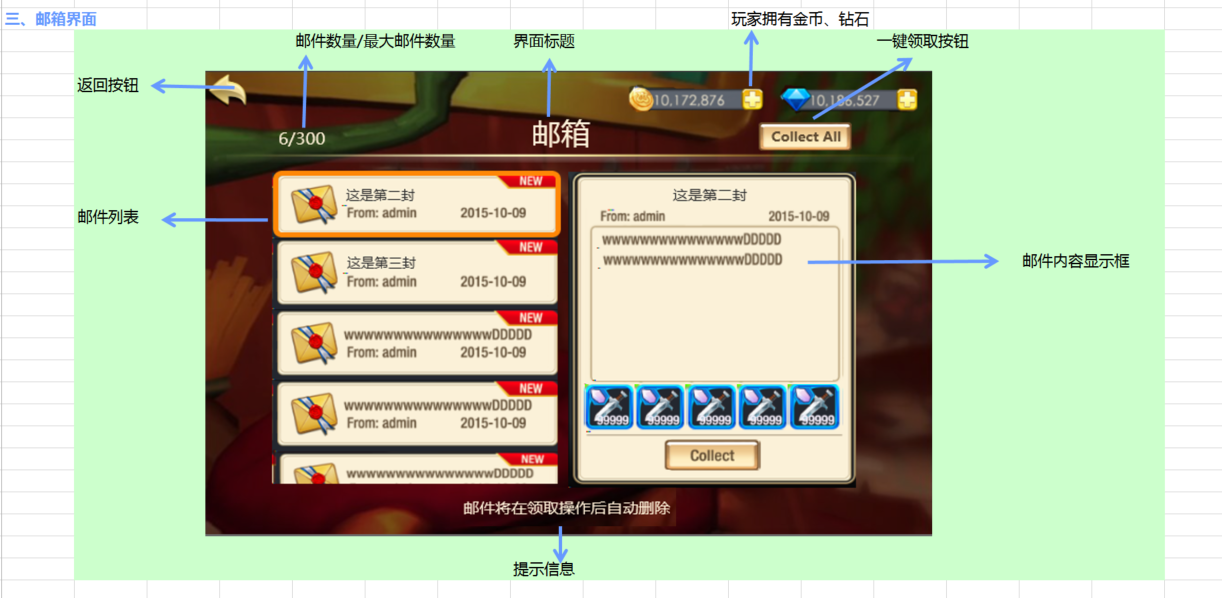 三、邮箱界面
玩家拥有金币、钻石
邮件数量/最大邮件数量
界面标题
一键领取按钮
返回按钮
10,172,876
10,186,527
6/300
邮箱
Collect All
NEW
这是第二封
From: admin 2015-10-09
NEW
这是第三封
From: admin 2015-10-09
NEW
wwwwwwwwwwwwwwwDDDDD
From: admin 2015-10-09
NEW
wwwwwwwwwwwwwwwDDDDD
From: admin 2015-10-09
NEW
wwwwwwwwwwwwwwwDDDDD
邮件列表
这是第二封
From: admin 2015-10-09
wwwwwwwwwwwwwwwDDDDD
wwwwwwwwwwwwwwwDDDDD
邮件内容显示框
99999 99999 99999 99999 99999
Collect
邮件将在领取操作后自动删除
提示信息